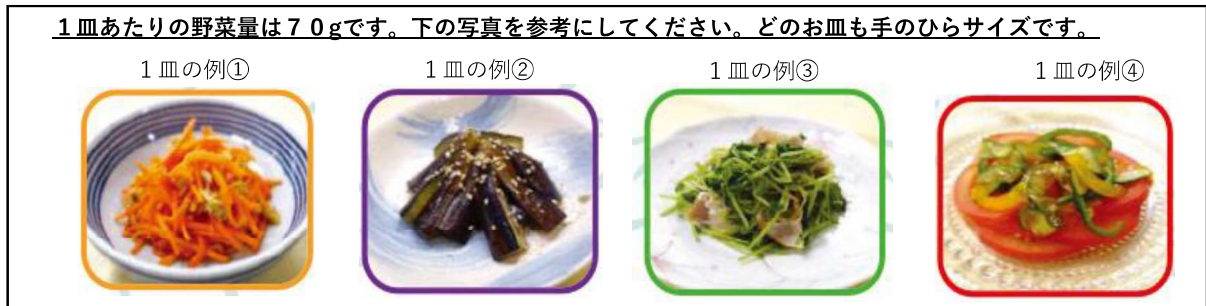 １皿あたりの野菜量は７０gです。下の写真を参考にしてください。どのお皿も手のひらサイズです。
１皿の例①
１皿の例②
１皿の例③
１皿の例④